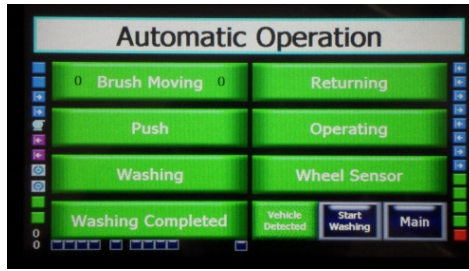 Automatic Operation
0 Brush Moving 0
Returning
Push
Operating
Washing
Wheel Sensor
Washing Completed
Vehicle
Detected
Start
Washing
Main
0
0